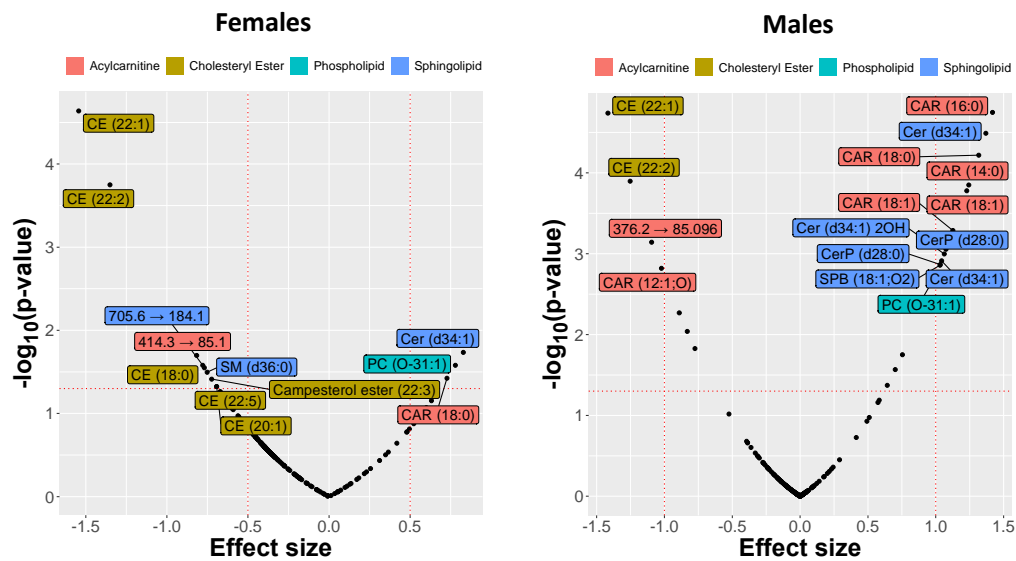 Females
Acylcarnitine Cholesteryl Ester Phospholipid Sphingolipid
CE (22:1)
CE (22:2)
705.6 → 184.1
414.3 → 85.1
CE (18:0)
SM (d36:0)
Campesterol ester (22:3)
CE (22:5)
CE (20:1)
Cer (d34:1)
PC (O-31:1)
CAR (18:0)
-log10(p-value)
4
3
2
1
0
-1.5 -1.0 -0.5 0.0 0.5
Effect size
Males
Acylcarnitine Cholesteryl Ester Phospholipid Sphingolipid
CE (22:1)
CE (22:2)
376.2 → 85.096
CAR (12:1;O)
CAR (16:0)
Cer (d34:1)
CAR (18:0)
CAR (14:0)
CAR (18:1)
CAR (18:1)
Cer (d34:1) 2OH
CerP (d28:0)
CerP (d28:0)
SPB (18:1;O2)
Cer (d34:1)
PC (O-31:1)
-log10(p-value)
4
3
2
1
0
-1.5 -1.0 -0.5 0.0 0.5 1.0 1.5
Effect size